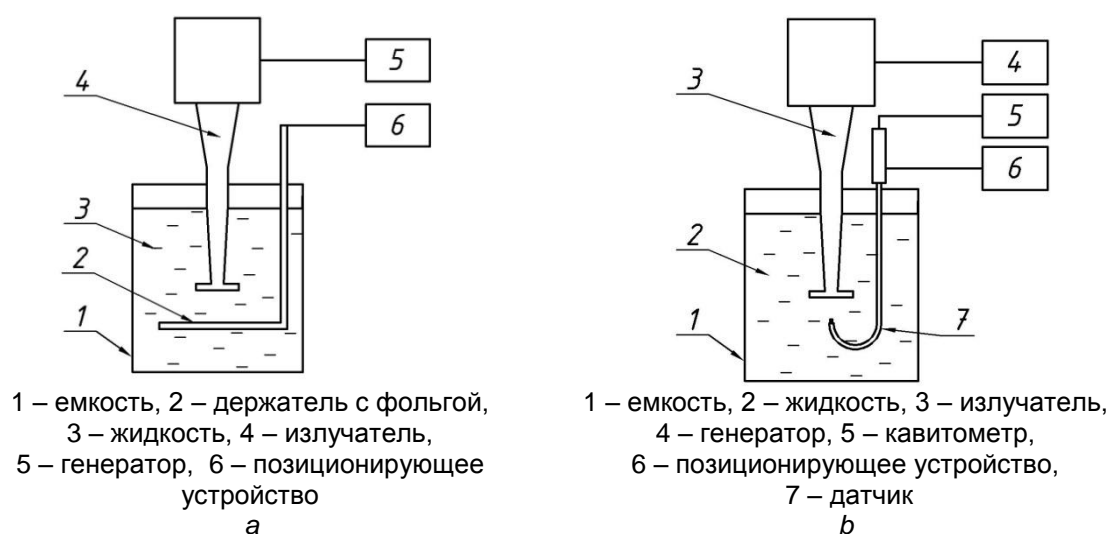 4
5
6
3
2
1
3
4
5
6
2
1
7
1 – емкость, 2 – держатель с фольгой,
3 – жидкость, 4 – излучатель,
5 – генератор, 6 – позиционирующее
устройство
a
1 – емкость, 2 – жидкость, 3 – излучатель,
4 – генератор, 5 – кавитометр,
6 – позиционирующее устройство,
7 – датчик
b